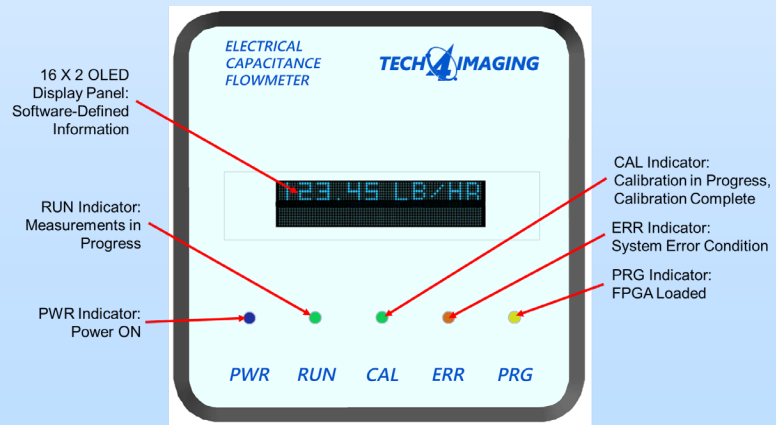 ELECTRICAL
CAPACITANCE
FLOWMETER
TECH4IMAGING
16 X 2 OLED
Display Panel:
Software-Defined
Information
123.45 LB/HR
RUN Indicator:
Measurements in
Progress
PWR Indicator:
Power ON
CAL Indicator:
Calibration in Progress,
Calibration Complete
ERR Indicator:
System Error Condition
PRG Indicator:
FPGA Loaded
PWR RUN CAL ERR PRG